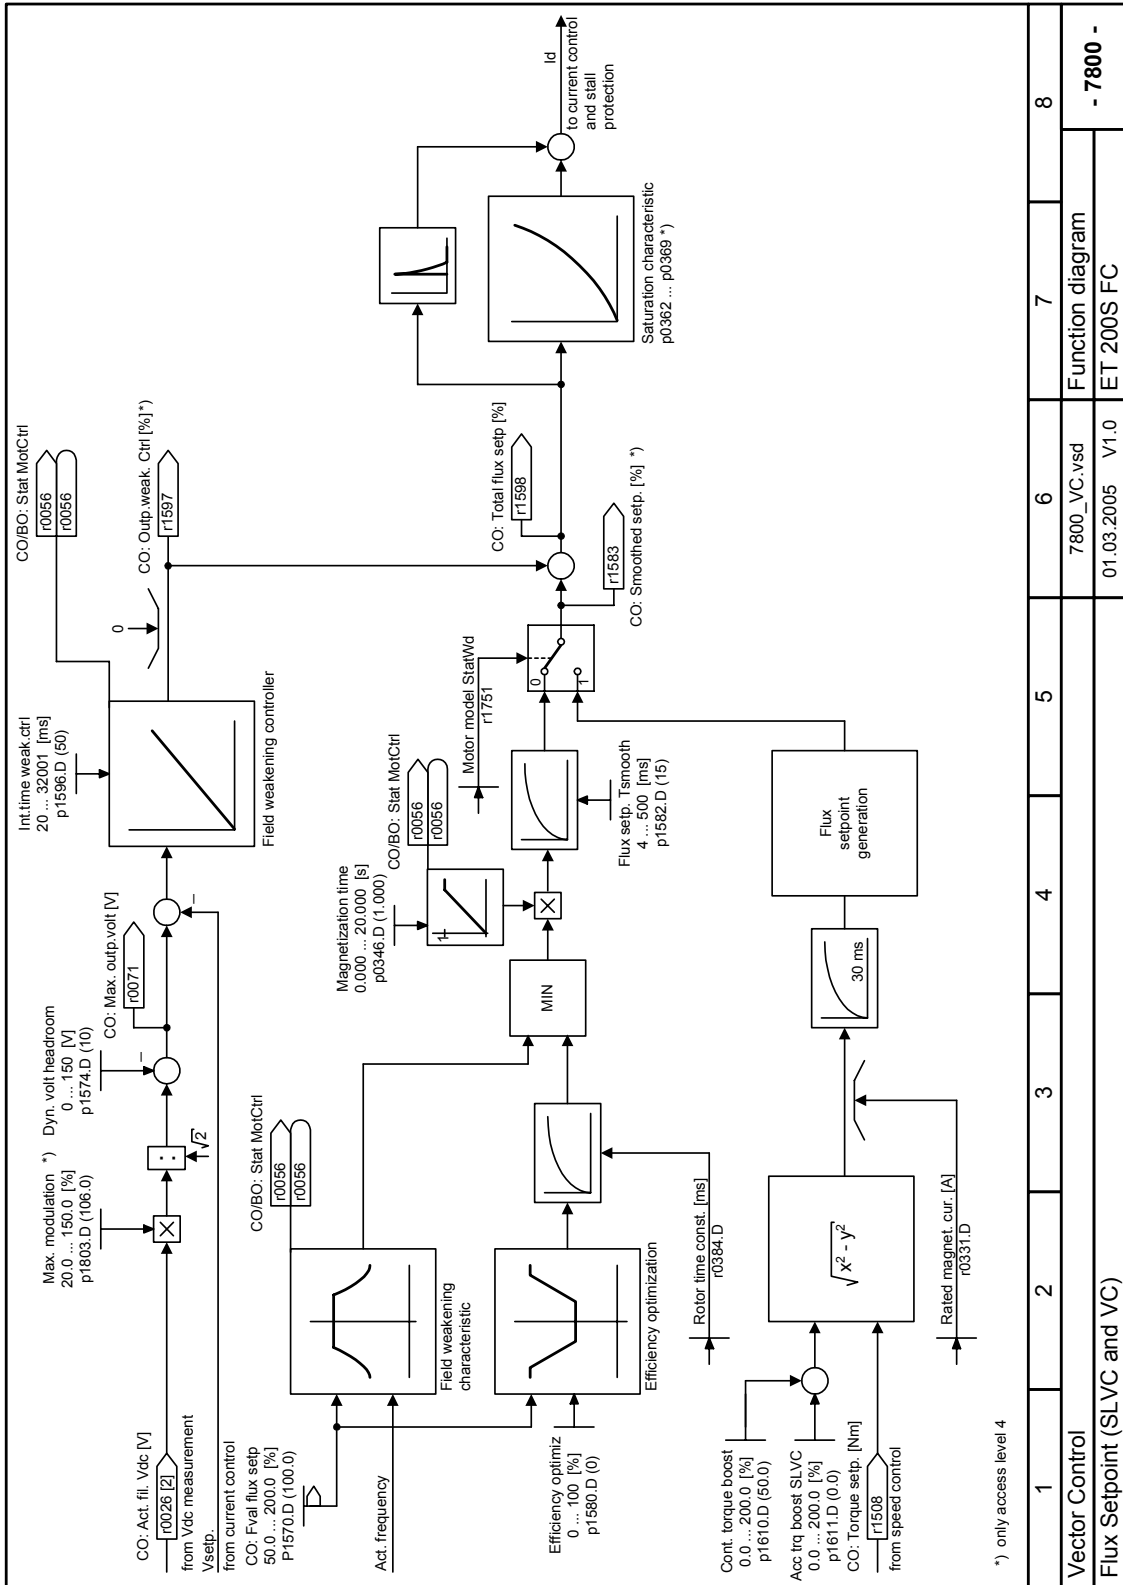 CO: Act. fil. Vdc [V]
r0026 [2]
from Vdc measurement
Vsetp.
from current control
Max. modulation *)
20.0 ... 150.0 [%]
p1803.D (106.0)
√2
Dyn. volt headroom
0 ... 150 [V]
p1574.D (10)
–
CO: Max. outp.volt [V]
r0071
–
Int.time weak.ctrl
20 ... 32001 [ms]
p1596.D (50)
Field weakening controller
CO/BO: Stat MotCtrl
r0056
r0056
0
CO: Outp.weak. Ctrl [%]*)
r1597
CO: Fval flux setp
50.0 ... 200.0 [%]
P1570.D (100.0)
Act. frequency
CO/BO: Stat MotCtrl
r0056
r0056
Field weakening
characteristic
Efficiency optimiz
0 ... 100 [%]
p1580.D (0)
Efficiency optimization
Rotor time const. [ms]
r0384.D
MIN
Magnetization time
0.000 ... 20.000 [s]
p0346.D (1.000)
1
CO/BO: Stat MotCtrl
r0056
r0056
Flux setp. Tsmooth
4 ... 500 [ms]
p1582.D (15)
Motor model StatWd
r1751
0
1
CO: Smoothed setp. [%] *)
r1583
CO: Total flux setp [%]
r1598
Saturation characteristic
p0362 ... p0369 *)
Id
to current control
and stall
protection
Cont. torque boost
0.0 ... 200.0 [%]
p1610.D (50.0)
Acc trq boost SLVC
0.0 ... 200.0 [%]
p1611.D (0.0)
CO: Torque setp. [Nm]
r1508
from speed control
√x² - y²
Rated magnet. cur. [A]
r0331.D
30 ms
Flux
setpoint
generation
*) only access level 4
1 2 3 4 5 6 7 8
Vector Control
Flux Setpoint (SLVC and VC)
7800_VC.vsd
01.03.2005 V1.0
Function diagram
ET 200S FC
- 7800 -